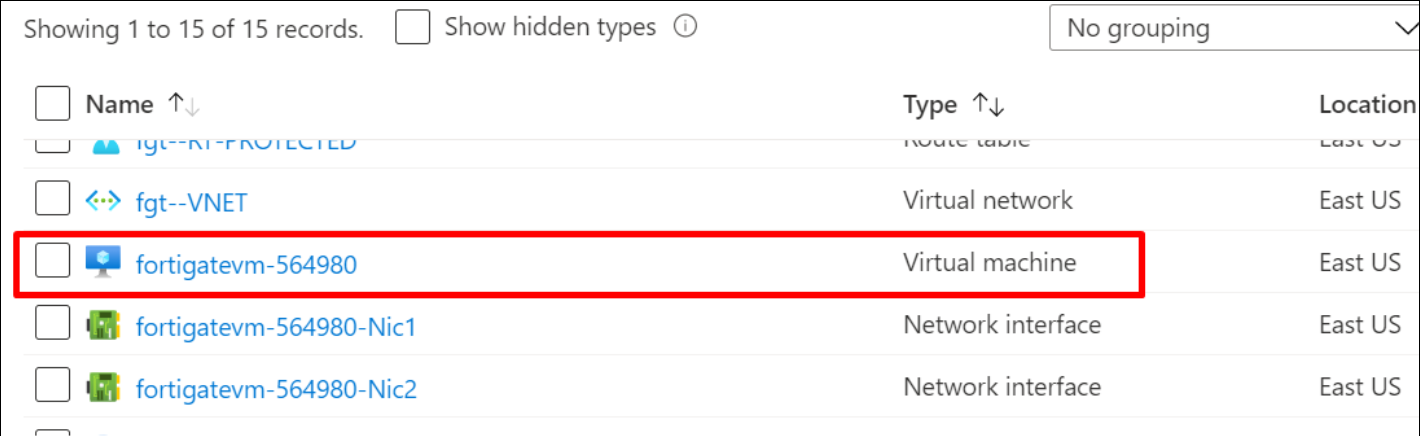 Showing 1 to 15 of 15 records. Show hidden types No grouping
Name Type Location
fgt--RT-PROTECTED Route table East US
fgt--VNET Virtual network East US
fortigatevm-564980 Virtual machine East US
fortigatevm-564980-Nic1 Network interface East US
fortigatevm-564980-Nic2 Network interface East US